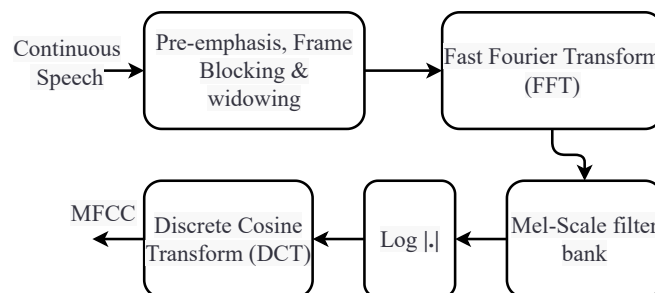 Continuous
Speech
Pre-emphasis, Frame
Blocking &
widowing
Fast Fourier Transform
(FFT)
Mel-Scale filter
bank
Log |.|
Discrete Cosine
Transform (DCT)
MFCC